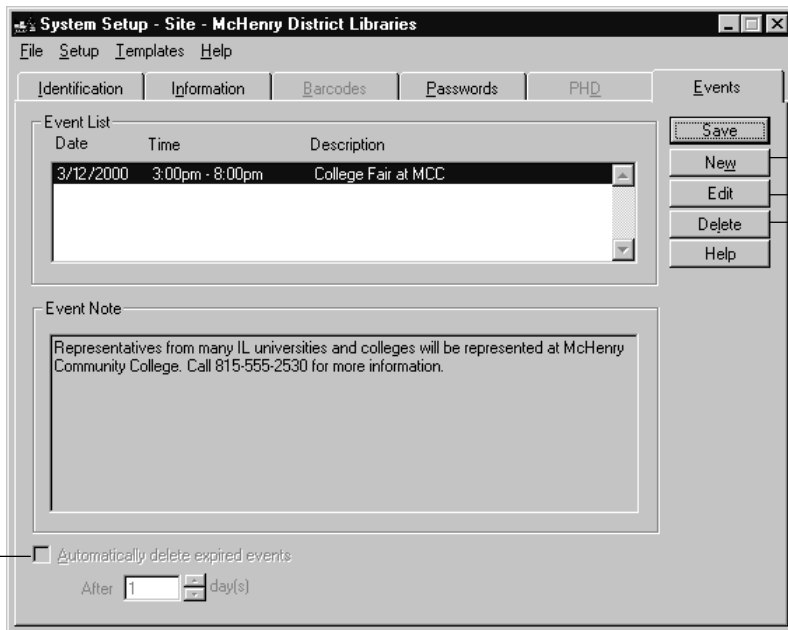 System Setup - Site - McHenry District Libraries
File Setup Templates Help
Identification Information Barcodes Passwords PHD Events
Event List
Date Time Description
3/12/2000 3:00pm - 8:00pm College Fair at MCC
Save
New
Edit
Delete
Help
Event Note
Representatives from many IL universities and colleges will be represented at McHenry
Community College. Call 815-555-2530 for more information.
Automatically delete expired events
After 1 day(s)